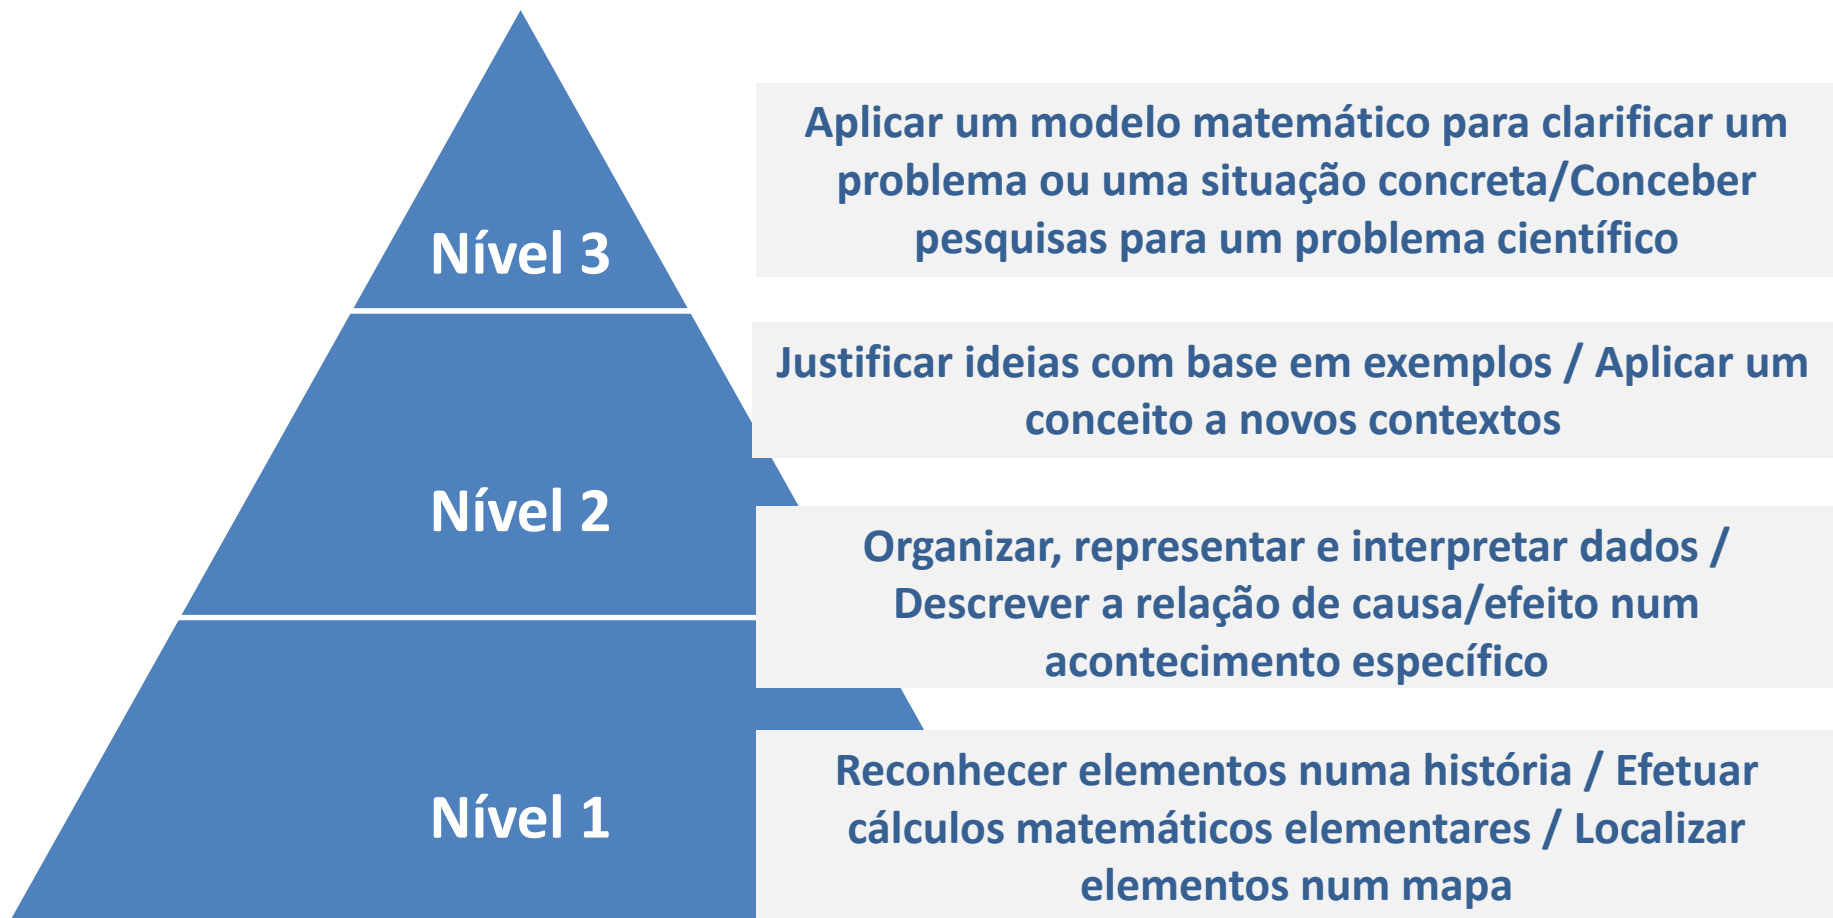 Aplicar um modelo matemático para clarificar um
problema ou uma situação concreta/Conceber
pesquisas para um problema científico
Nível 3
Justificar ideias com base em exemplos / Aplicar um
conceito a novos contextos
Nível 2
Organizar, representar e interpretar dados /
Descrever a relação de causa/efeito num
acontecimento específico
Reconhecer elementos numa história / Efetuar
cálculos matemáticos elementares / Localizar
elementos num mapa
Nível 1